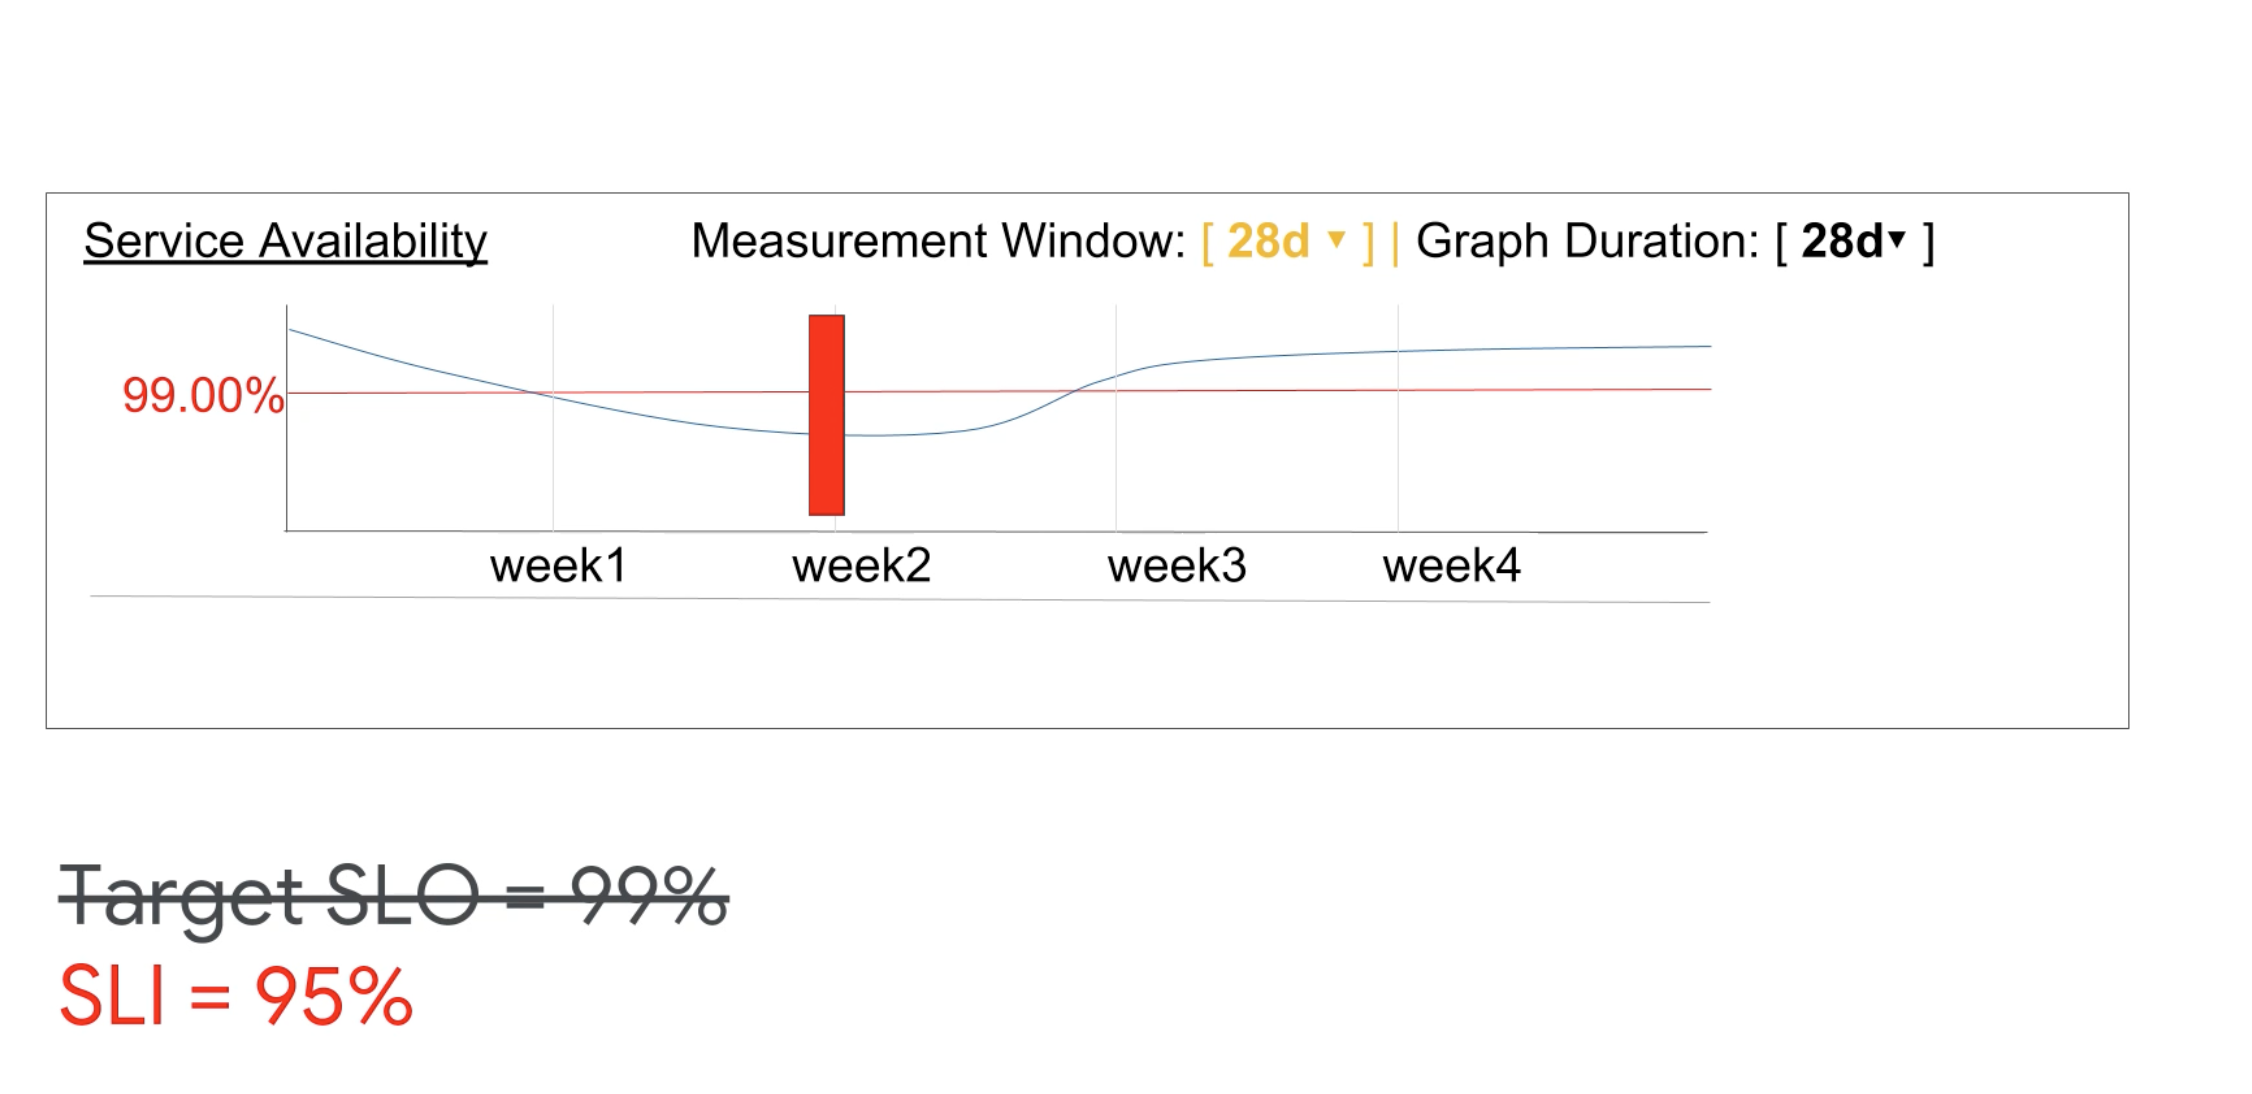 Service Availability Measurement Window: [ 28d ▼ ] | Graph Duration: [ 28d▼ ]
99.00%
week1 week2 week3 week4
Target SLO = 99%
SLI = 95%